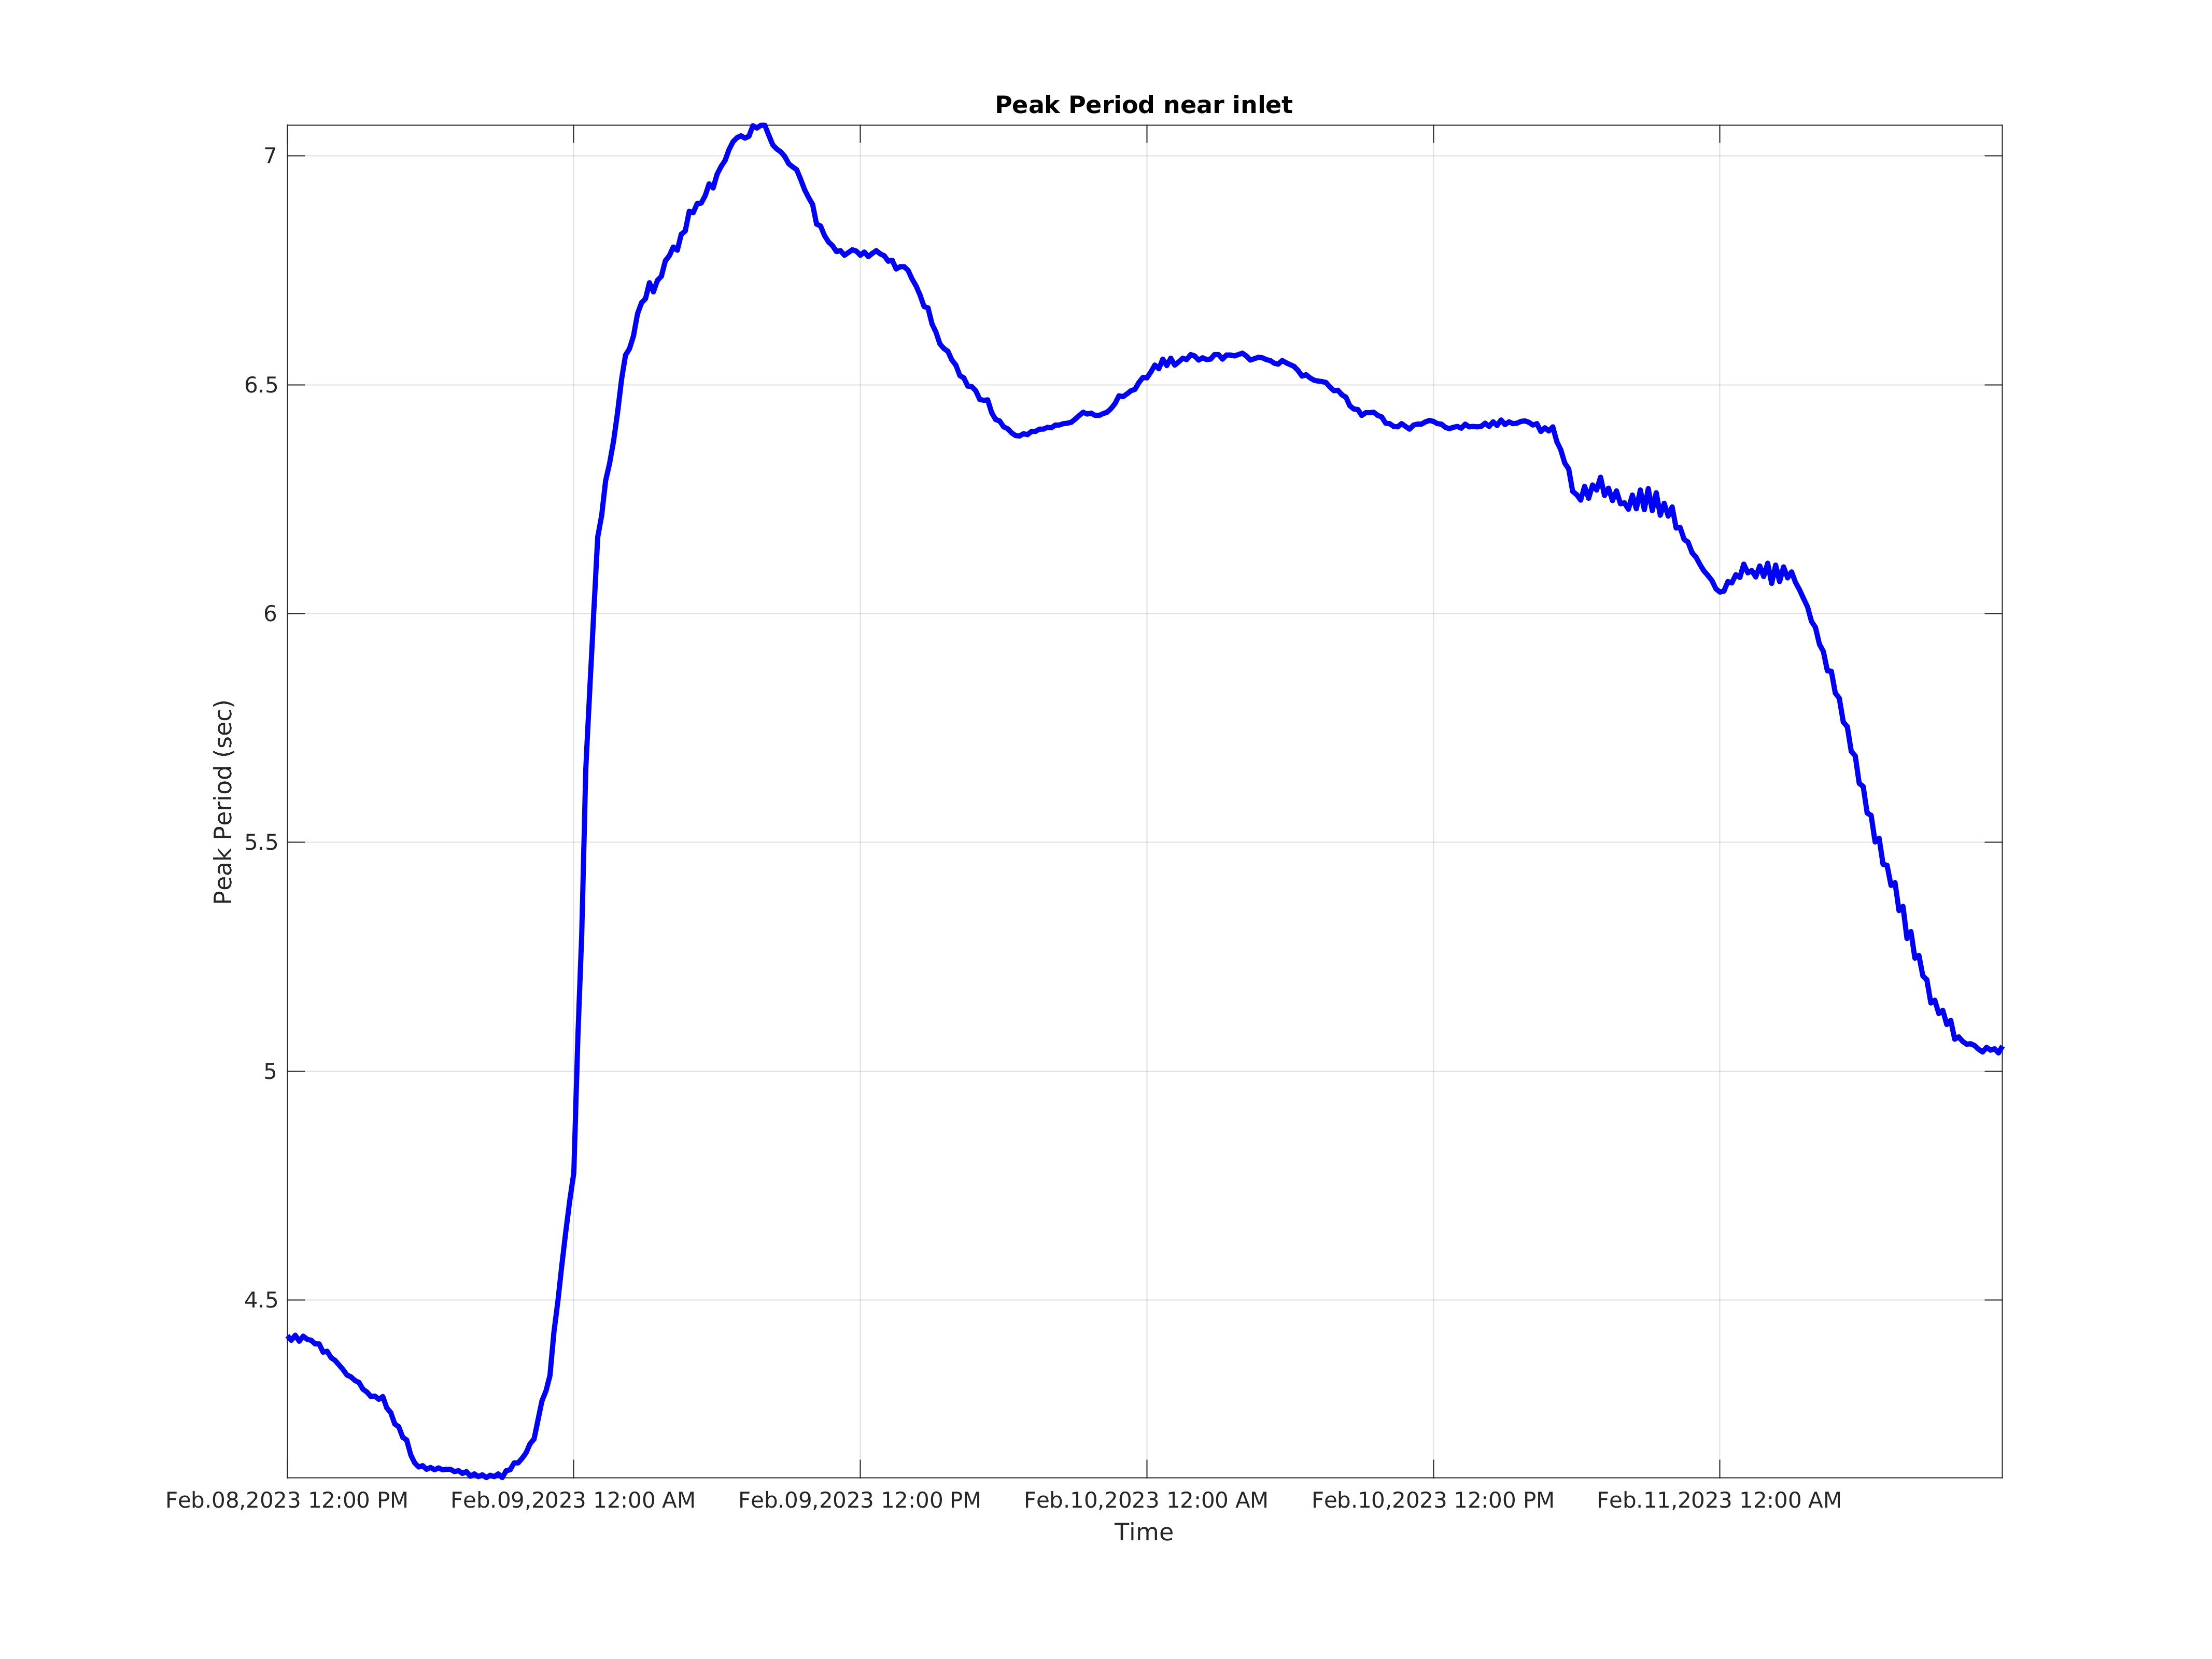 Peak Period near inlet
7
6.5
6
5.5
5
4.5
Peak Period (sec)
Feb.08,2023 12:00 PM Feb.09,2023 12:00 AM Feb.09,2023 12:00 PM Feb.10,2023 12:00 AM Feb.10,2023 12:00 PM Feb.11,2023 12:00 AM
Time